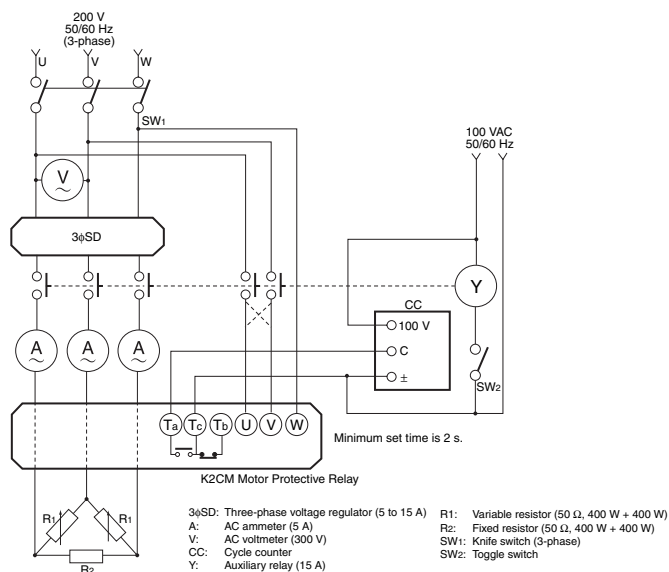 200 V
50/60 Hz
(3-phase)
U
V
W
SW1
100 VAC
50/60 Hz
V
3ϕSD
Y
CC
100 V
C
±
SW2
A
A
A
Ta
Tc
Tb
U
V
W
Minimum set time is 2 s.
K2CM Motor Protective Relay
R1
R1
R2
3ϕSD: Three-phase voltage regulator (5 to 15 A)
A: AC ammeter (5 A)
V: AC voltmeter (300 V)
CC: Cycle counter
Y: Auxiliary relay (15 A)
R1: Variable resistor (50 Ω, 400 W + 400 W)
R2: Fixed resistor (50 Ω, 400 W + 400 W)
SW1: Knife switch (3-phase)
SW2: Toggle switch